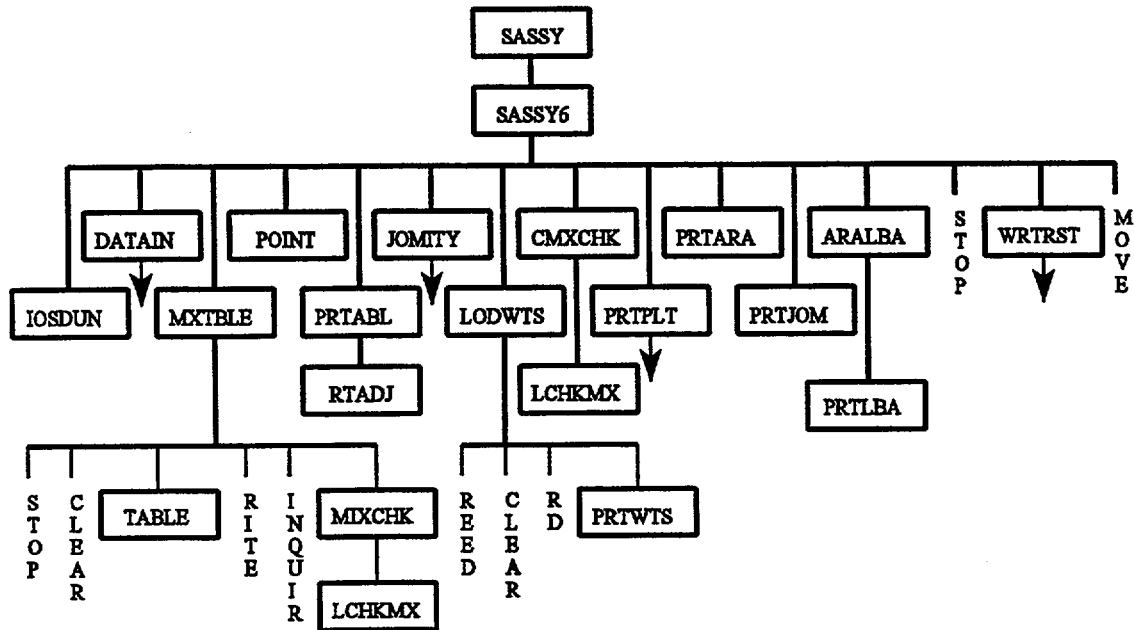 SASSY
SASSY6
DATAIN
POINT
JOMITY
CMXCHK
PRTARA
ARALBA
STOP
WRTRST
MOVE
IOSDUN
MXTBLE
PRTABL
LODWTS
PRTPLT
PRTJOM
RTADJ
LCHKMX
PRTLBA
STOP
CLEAR
TABLE
RITE
INQUIR
MIXCHK
REED
CLEAR
RD
PRTWTS
LCHKMX